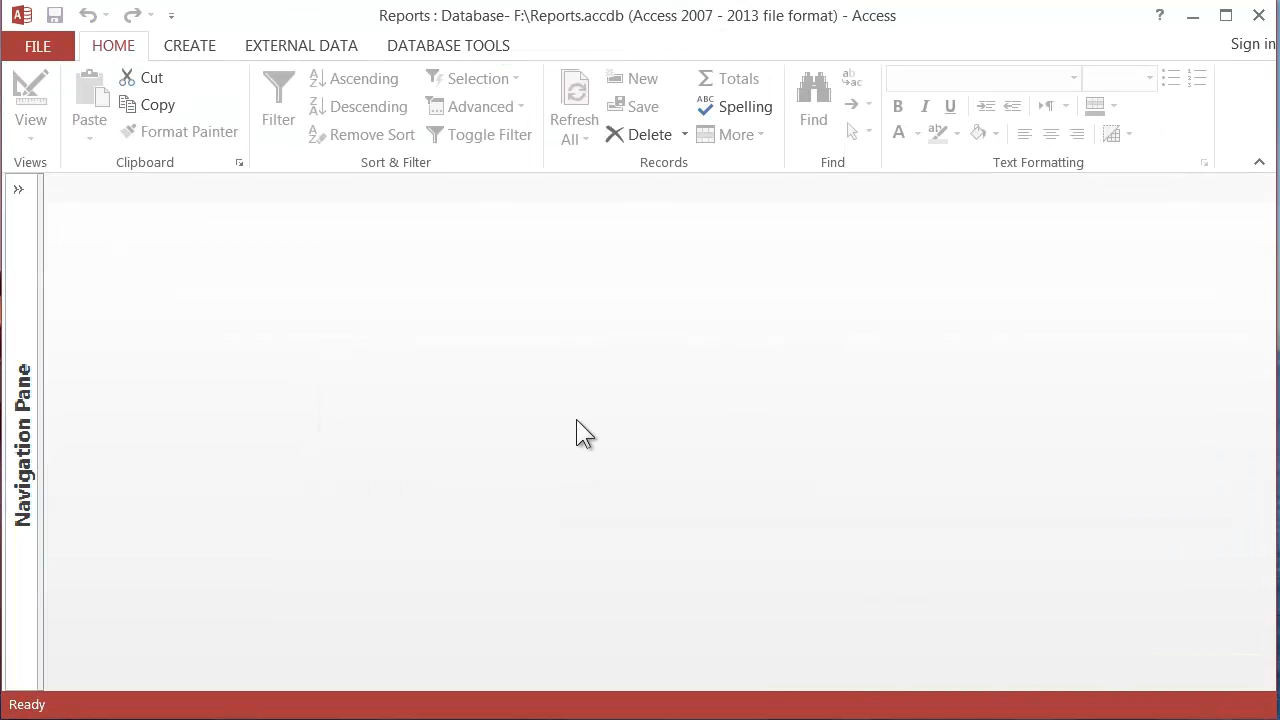 Reports : Database- F:\Reports.accdb (Access 2007 - 2013 file format) - Access
?
FILE HOME CREATE EXTERNAL DATA DATABASE TOOLS Sign in
View
Views
Paste
Cut
Copy
Format Painter
Clipboard
Filter
Ascending
Descending
Remove Sort
Selection
Advanced
Toggle Filter
Sort & Filter
Refresh
All
New
Save
Delete
Totals
Spelling
More
Records
Find
Find
B I U
A
Text Formatting
Navigation Pane
Ready